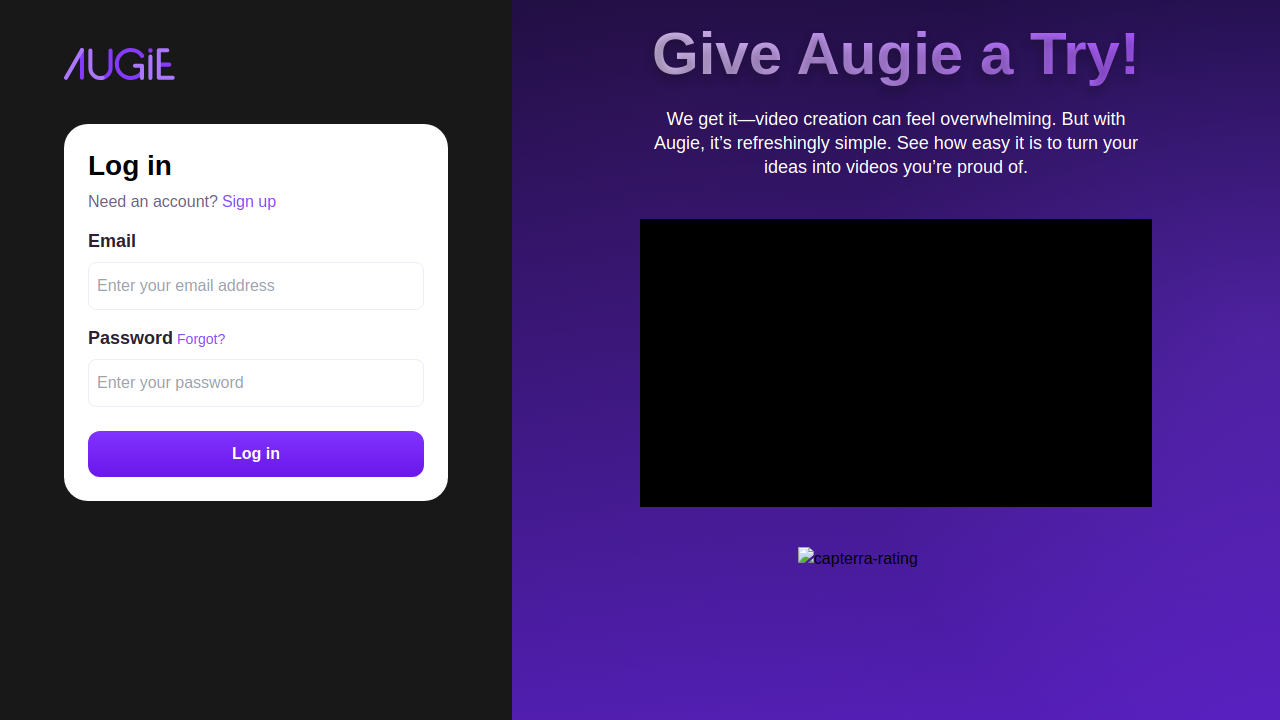 AUGIE
Log in
Need an account? Sign up
Email
Enter your email address
Password Forgot?
Enter your password
Log in
Give Augie a Try!
We get it—video creation can feel overwhelming. But with
Augie, it’s refreshingly simple. See how easy it is to turn your
ideas into videos you’re proud of.
capterra-rating